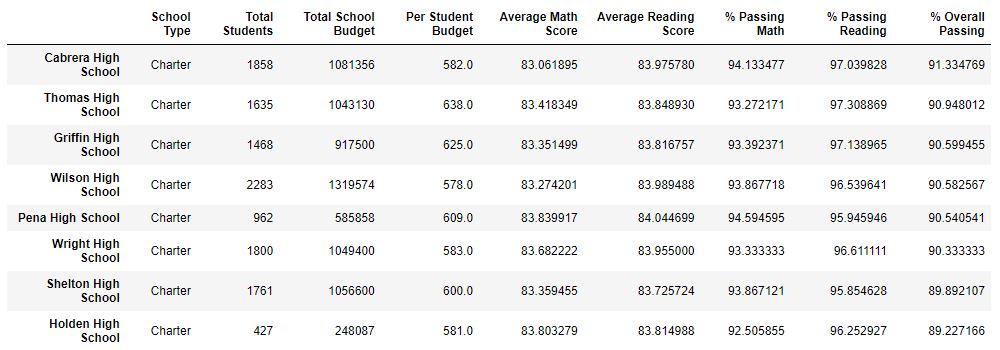 School Type Total Students Total School Budget Per Student Budget Average Math Score Average Reading Score % Passing Math % Passing Reading % Overall Passing
Cabrera High School Charter 1858 1081356 582.0 83.061895 83.975780 94.133477 97.039828 91.334769
Thomas High School Charter 1635 1043130 638.0 83.418349 83.848930 93.272171 97.308869 90.948012
Griffin High School Charter 1468 917500 625.0 83.351499 83.816757 93.392371 97.138965 90.599455
Wilson High School Charter 2283 1319574 578.0 83.274201 83.989488 93.867718 96.539641 90.582567
Pena High School Charter 962 585858 609.0 83.839917 84.044699 94.594595 95.945946 90.540541
Wright High School Charter 1800 1049400 583.0 83.682222 83.955000 93.333333 96.611111 90.333333
Shelton High School Charter 1761 1056600 600.0 83.359455 83.725724 93.867121 95.854628 89.892107
Holden High School Charter 427 248087 581.0 83.803279 83.814988 92.505855 96.252927 89.227166